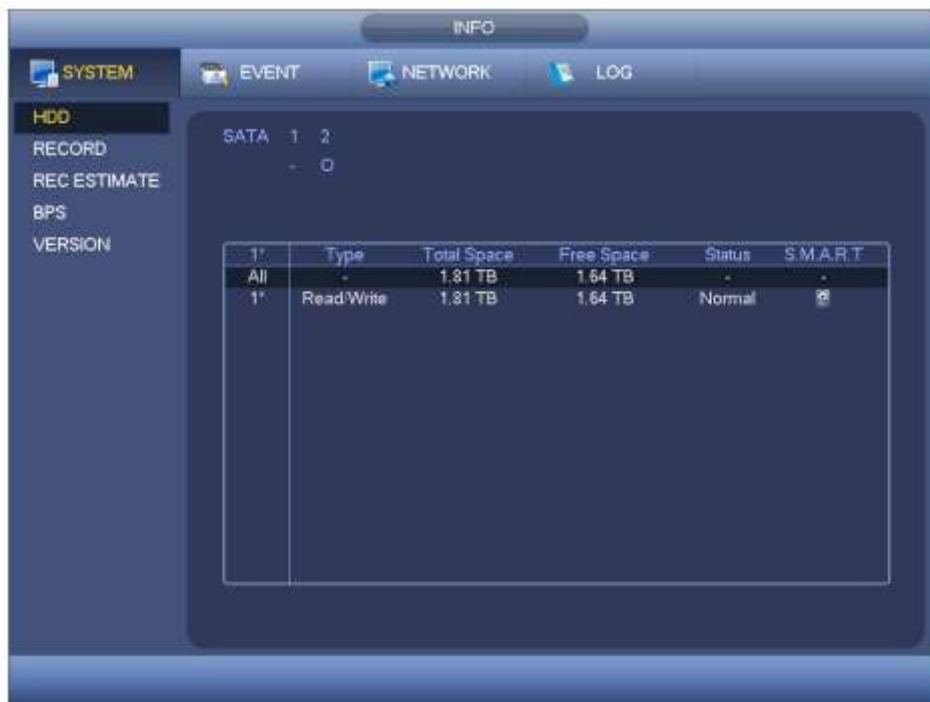 INFO
SYSTEM EVENT NETWORK LOG
HDD
RECORD
REC ESTIMATE
BPS
VERSION
SATA 1 2
- O
1* Type Total Space Free Space Status S.M.A.R.T
All - 1.81 TB 1.64 TB - -
1* Read/Write 1.81 TB 1.64 TB Normal